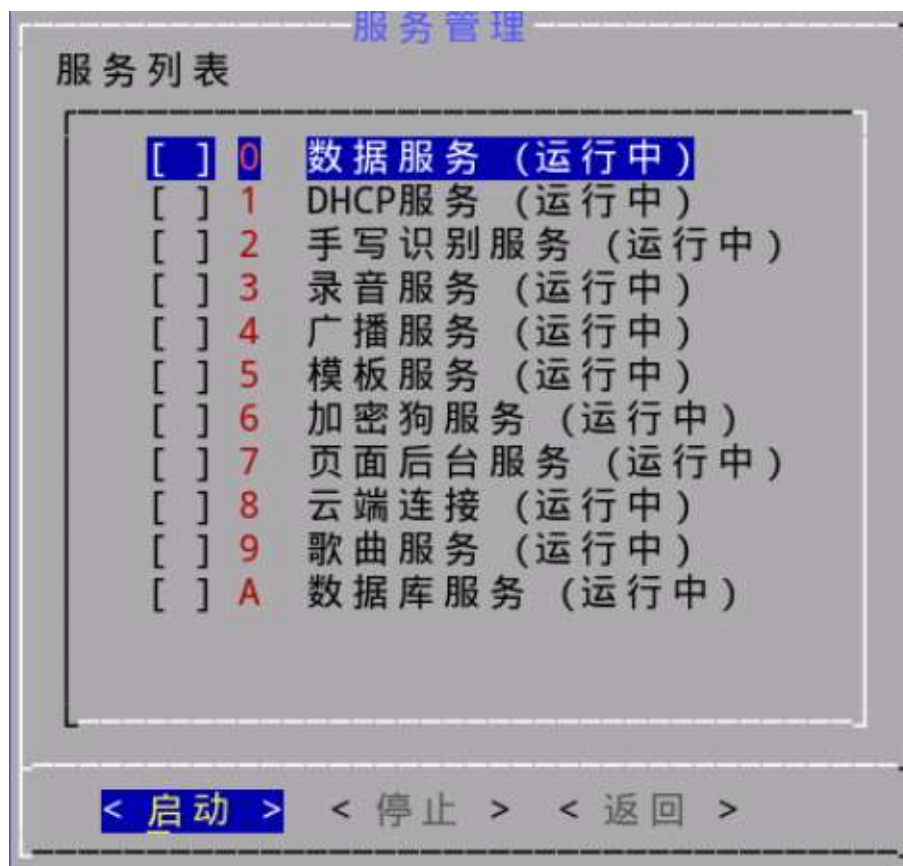 服务管理
服务列表
[ ] 0 数据服务 (运行中)
[ ] 1 DHCP服务 (运行中)
[ ] 2 手写识别服务 (运行中)
[ ] 3 录音服务 (运行中)
[ ] 4 广播服务 (运行中)
[ ] 5 模板服务 (运行中)
[ ] 6 加密狗服务 (运行中)
[ ] 7 页面后台服务 (运行中)
[ ] 8 云端连接 (运行中)
[ ] 9 歌曲服务 (运行中)
[ ] A 数据库服务 (运行中)
< 启动 > < 停止 > < 返回 >